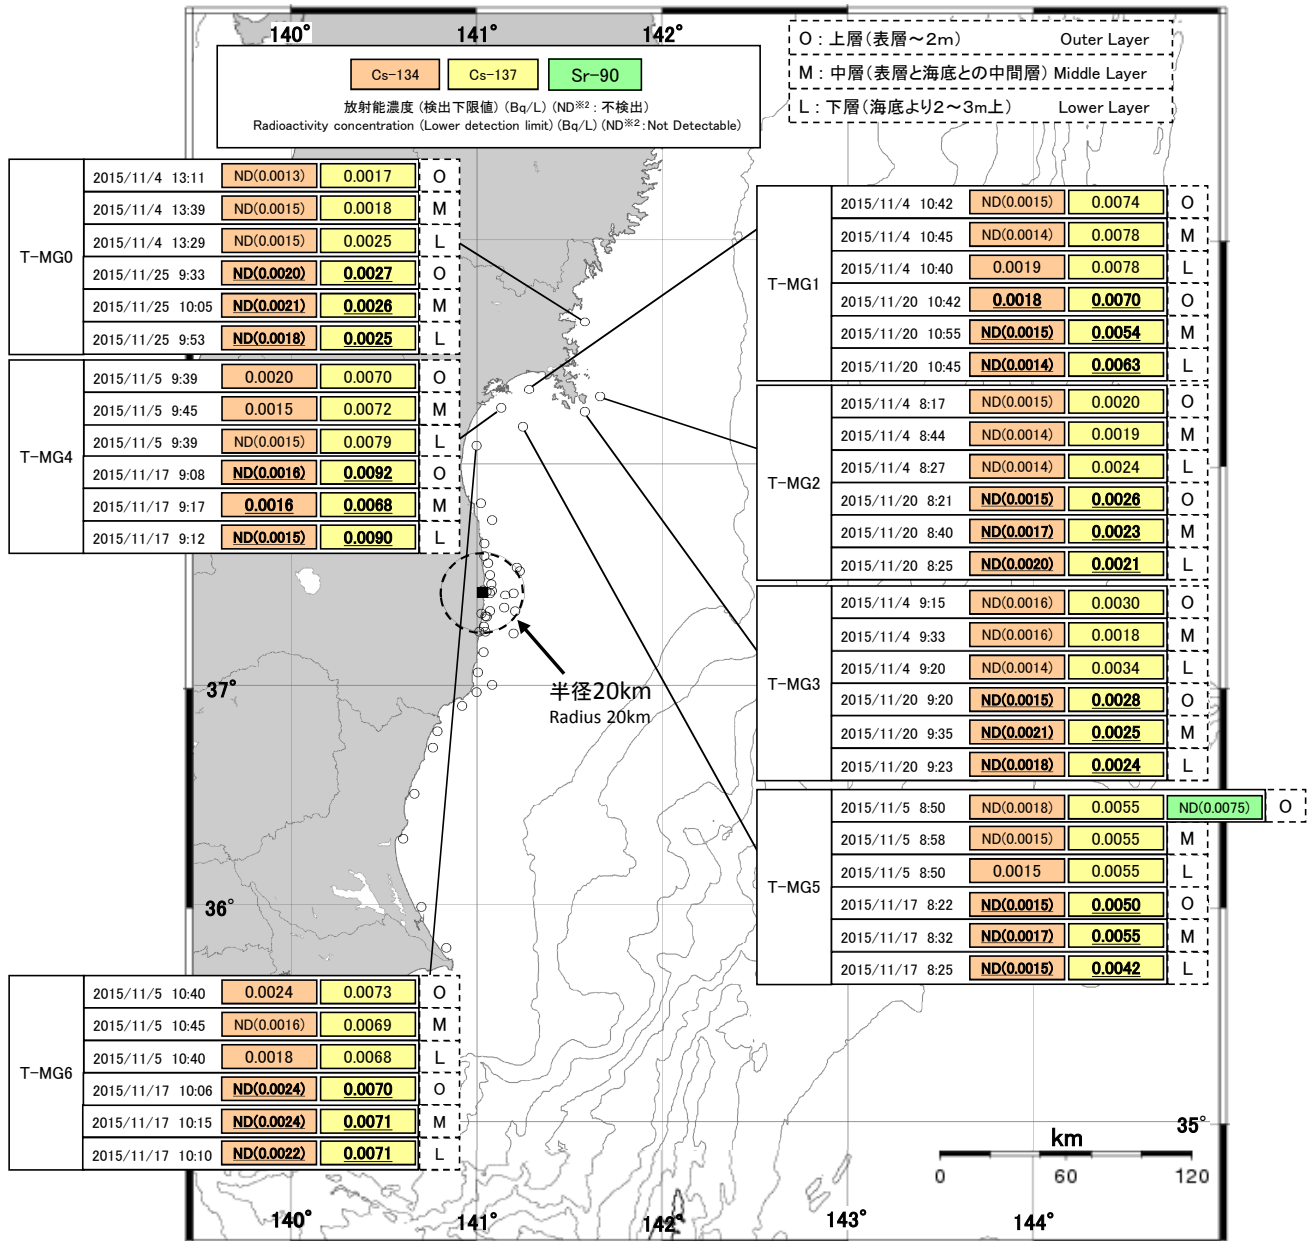 140°
141°
142°
O：上層(表層～2m) Outer Layer
M：中層(表層と海底との中間層) Middle Layer
L：下層(海底より2～3m上) Lower Layer
Cs-134 Cs-137 Sr-90
放射能濃度 (検出下限値) (Bq/L) (ND※2：不検出)
Radioactivity concentration (Lower detection limit) (Bq/L) (ND※2:Not Detectable)
T-MG0
2015/11/4 13:11 ND(0.0013) 0.0017 O
2015/11/4 13:39 ND(0.0015) 0.0018 M
2015/11/4 13:29 ND(0.0015) 0.0025 L
2015/11/25 9:33 ND(0.0020) 0.0027 O
2015/11/25 10:05 ND(0.0021) 0.0026 M
2015/11/25 9:53 ND(0.0018) 0.0025 L
T-MG4
2015/11/5 9:39 0.0020 0.0070 O
2015/11/5 9:45 0.0015 0.0072 M
2015/11/5 9:39 ND(0.0015) 0.0079 L
2015/11/17 9:08 ND(0.0016) 0.0092 O
2015/11/17 9:17 0.0016 0.0068 M
2015/11/17 9:12 ND(0.0015) 0.0090 L
T-MG1
2015/11/4 10:42 ND(0.0015) 0.0074 O
2015/11/4 10:45 ND(0.0014) 0.0078 M
2015/11/4 10:40 0.0019 0.0078 L
2015/11/20 10:42 0.0018 0.0070 O
2015/11/20 10:55 ND(0.0015) 0.0054 M
2015/11/20 10:45 ND(0.0014) 0.0063 L
T-MG2
2015/11/4 8:17 ND(0.0015) 0.0020 O
2015/11/4 8:44 ND(0.0014) 0.0019 M
2015/11/4 8:27 ND(0.0014) 0.0024 L
2015/11/20 8:21 ND(0.0015) 0.0026 O
2015/11/20 8:40 ND(0.0017) 0.0023 M
2015/11/20 8:25 ND(0.0020) 0.0021 L
T-MG3
2015/11/4 9:15 ND(0.0016) 0.0030 O
2015/11/4 9:33 ND(0.0016) 0.0018 M
2015/11/4 9:20 ND(0.0014) 0.0034 L
2015/11/20 9:20 ND(0.0015) 0.0028 O
2015/11/20 9:35 ND(0.0021) 0.0025 M
2015/11/20 9:23 ND(0.0018) 0.0024 L
T-MG5
2015/11/5 8:50 ND(0.0018) 0.0055 ND(0.0075) O
2015/11/5 8:58 ND(0.0015) 0.0055 M
2015/11/5 8:50 0.0015 0.0055 L
2015/11/17 8:22 ND(0.0015) 0.0050 O
2015/11/17 8:32 ND(0.0017) 0.0055 M
2015/11/17 8:25 ND(0.0015) 0.0042 L
37°
半径20km
Radius 20km
36°
T-MG6
2015/11/5 10:40 0.0024 0.0073 O
2015/11/5 10:45 ND(0.0016) 0.0069 M
2015/11/5 10:40 0.0018 0.0068 L
2015/11/17 10:06 ND(0.0024) 0.0070 O
2015/11/17 10:15 ND(0.0024) 0.0071 M
2015/11/17 10:10 ND(0.0022) 0.0071 L
35°
km
0 60 120
140° 141° 142° 143° 144°